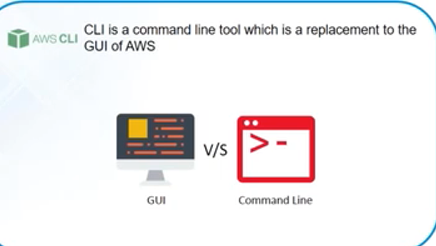 AWS CLI
CLI is a command line tool which is a replacement to the
GUI of AWS
V/S
GUI
Command Line